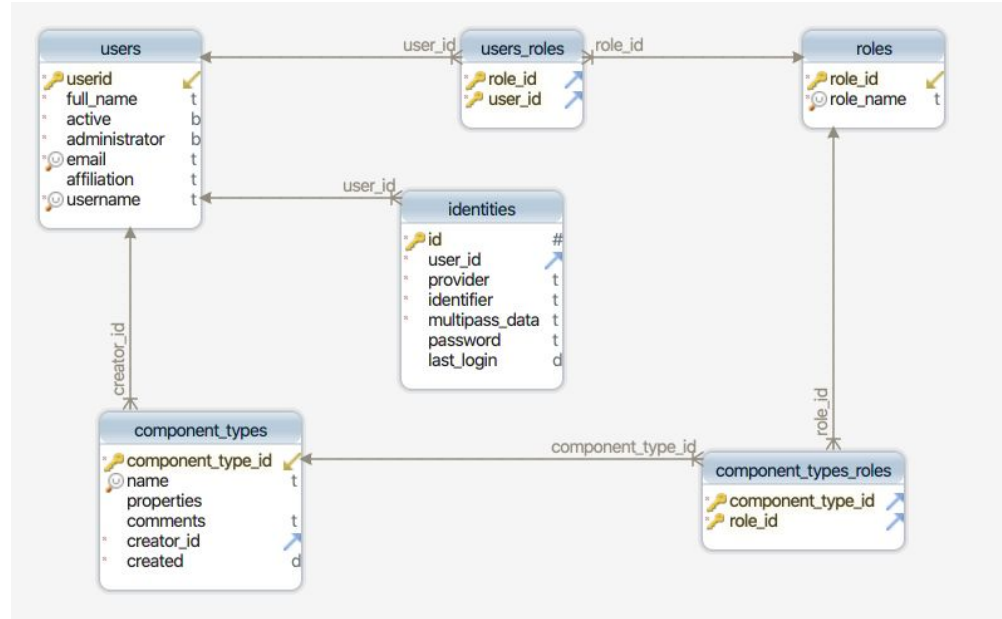 users
userid
full_name t
active b
administrator b
email t
affiliation t
username t
user_id
users_roles
role_id
user_id
role_id
roles
role_id
role_name t
user_id
identities
id #
user_id
provider t
identifier t
multipass_data t
password t
last_login d
creator_id
component_types
component_type_id
name t
properties
comments t
creator_id
created d
component_type_id
role_id
component_types_roles
component_type_id
role_id